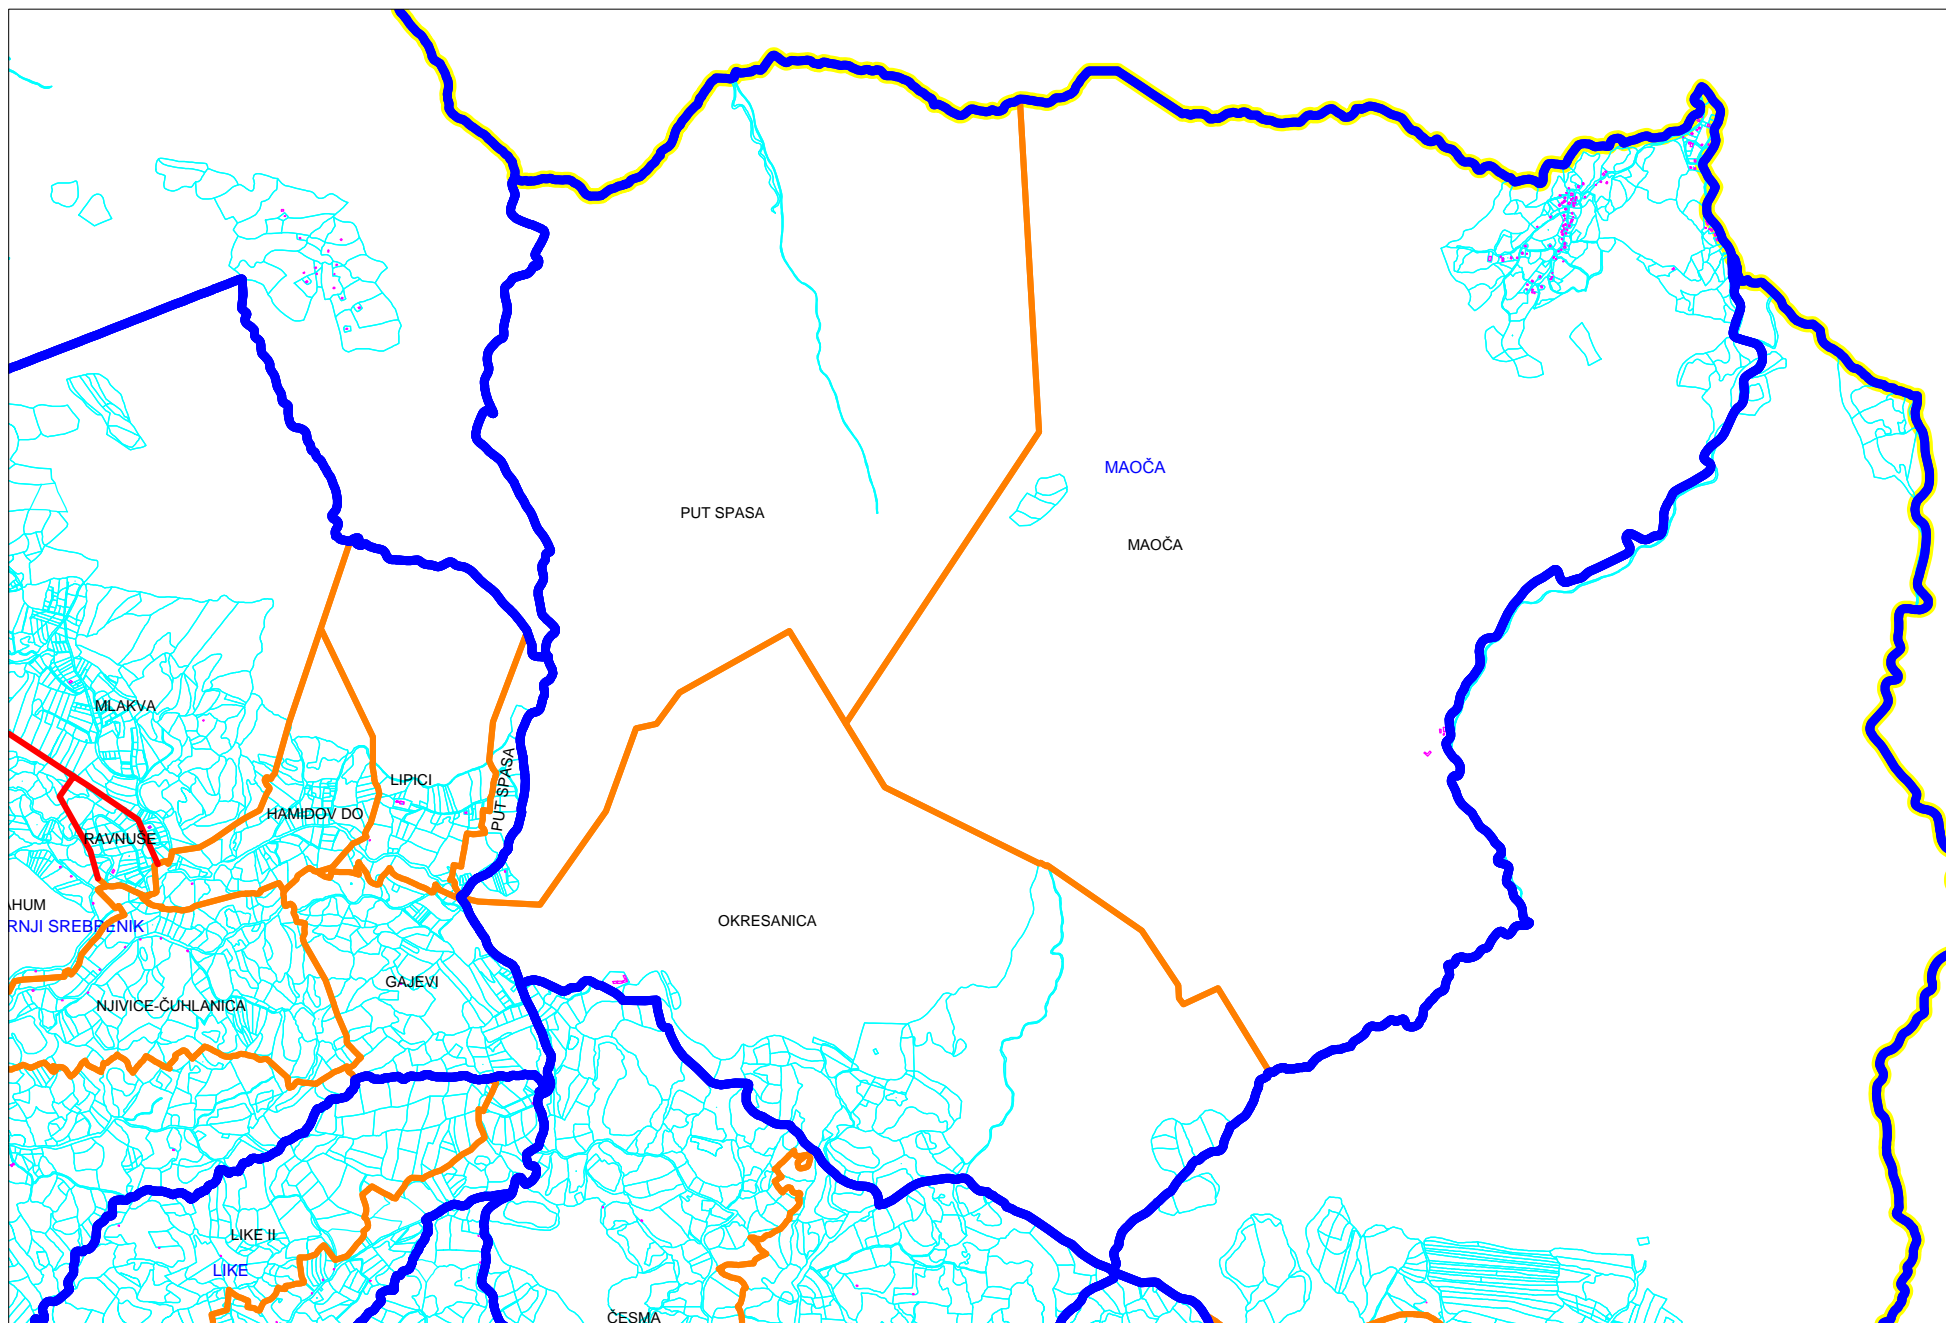 MAOČA
PUT SPASA
MAOČA
MLAKVA
LIPICI
PUT SPASA
HAMIDOV DO
RAVNUŠE
AHUM
OKRESANICA
RNJI SREBRENIK
GAJEVI
NJIVICE-ČUHLANICA
LIKE II
LIKE
ČESMA